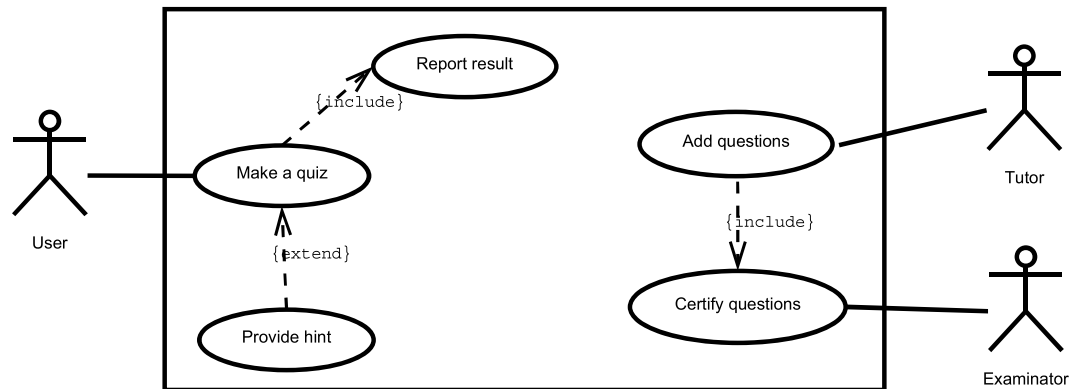 Report result
{include}
Make a quiz
User
{extend}
Provide hint
Add questions
Tutor
{include}
Certify questions
Examinator